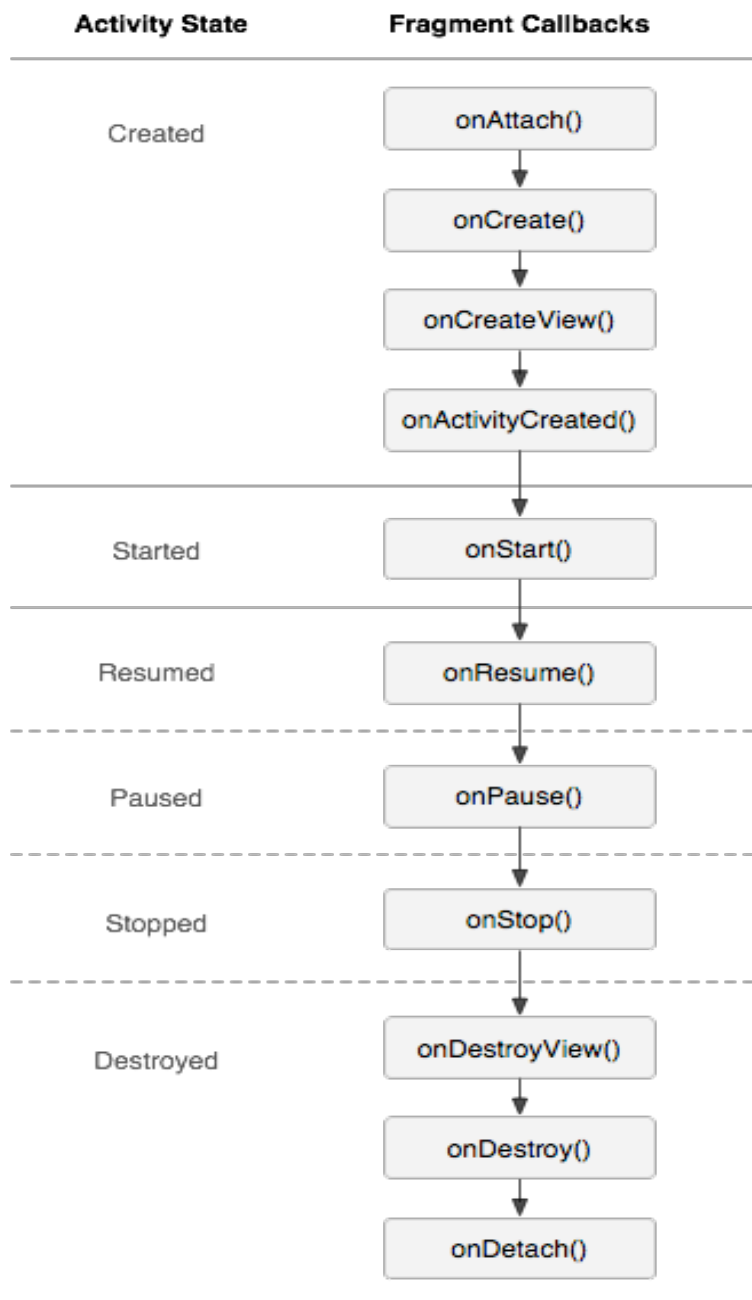 Activity State Fragment Callbacks
Created onAttach()
onCreate()
onCreateView()
onActivityCreated()
Started onStart()
Resumed onResume()
Paused onPause()
Stopped onStop()
Destroyed onDestroyView()
onDestroy()
onDetach()